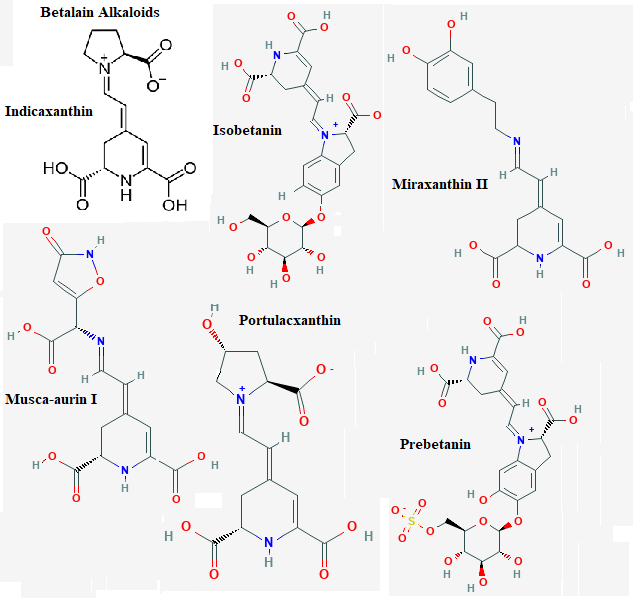 Betalain Alkaloids
Indicaxanthin
Isobetanin
Miraxanthin II
Musca-aurin I
Portulacxanthin
Prebetanin